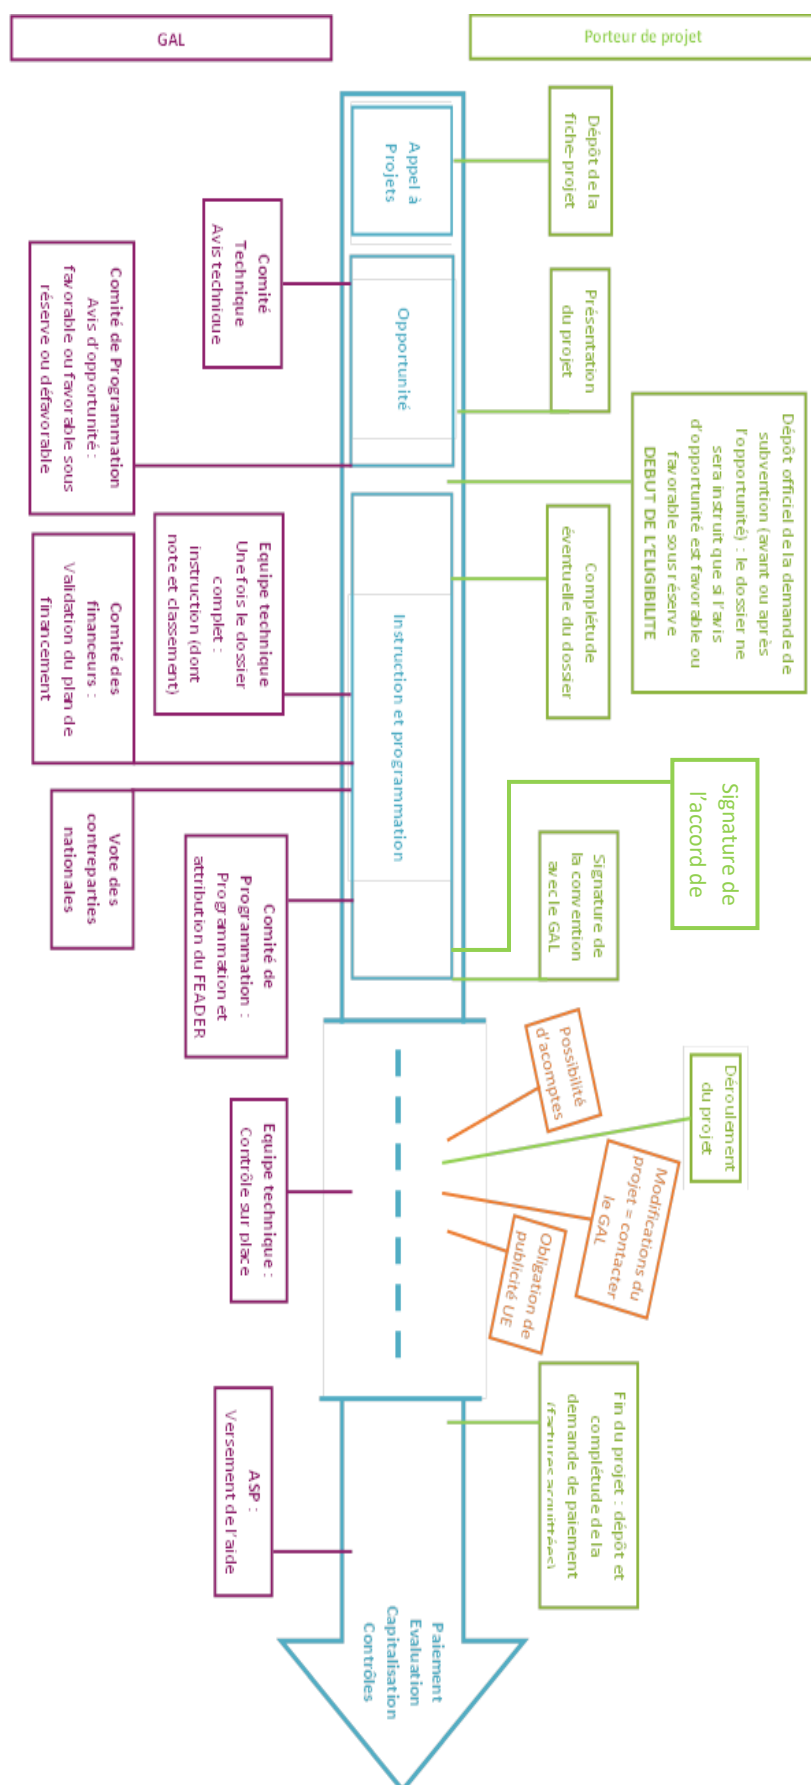 GAL
Porteur de projet
Dépôt de la
fiche-projet
Appel à
Projets
Comité
Technique
Avis technique
Présentation
du projet
Opportunité
Comité de Programmation
Avis d'opportunité :
favorable ou favorable sous
réserve ou défavorable
Dépôt officiel de la demande de
subvention (avant ou après
l'opportunité) : le dossier ne
sera instruit que si l'avis
d'opportunité est favorable ou
favorable sous réserve
DEBUT DE L'ELIGIBILITE
Complétude
éventuelle du dossier
Equipe technique
Une fois le dossier
complet :
instruction (dont
note et classement)
Comité des
financeurs :
Validation du plan de
financement
Instruction et programmation
Signature de
l'accord de
Vote des
contreparties
nationales
Signature de
la convention
avec le GAL
Comité de
Programmation :
Programmation et
attribution du FEADER
Possibilité
d'acomptes
Déroulement
du projet
Modifications du
projet = contacter
le GAL
Obligation de
publicité UE
Equipe technique :
Contrôle sur place
Fin du projet : dépôt et
complétude de la
demande de paiement
(factures acquittées)
ASP :
Versement de l'aide
Paiement
Evaluation
Capitalisation
Contrôles